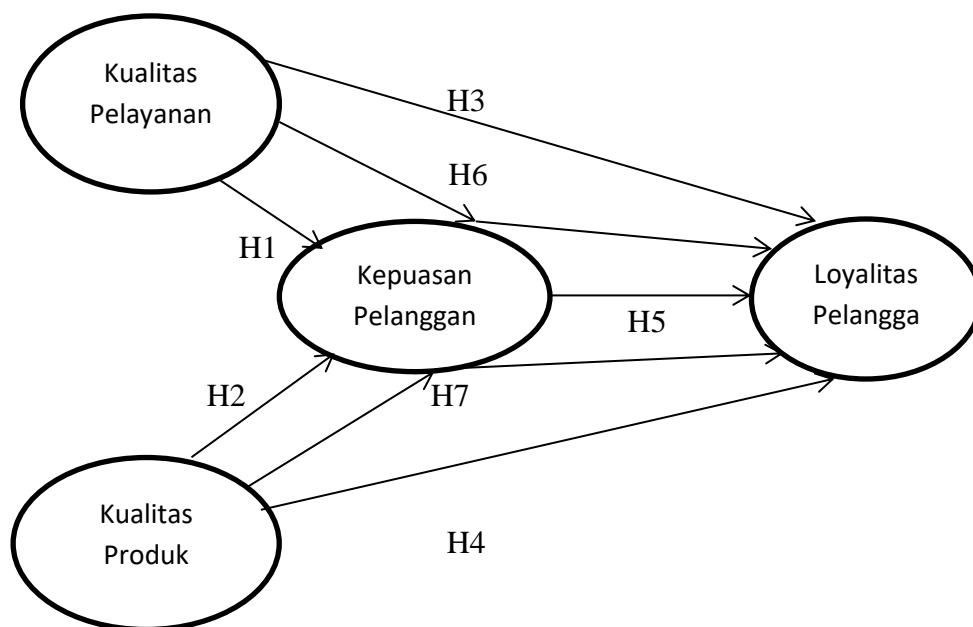 Kualitas
Pelayanan
H3
H6
H1
Kepuasan
Pelanggan
Loyalitas
Pelangga
H5
H2
H7
Kualitas
Produk
H4